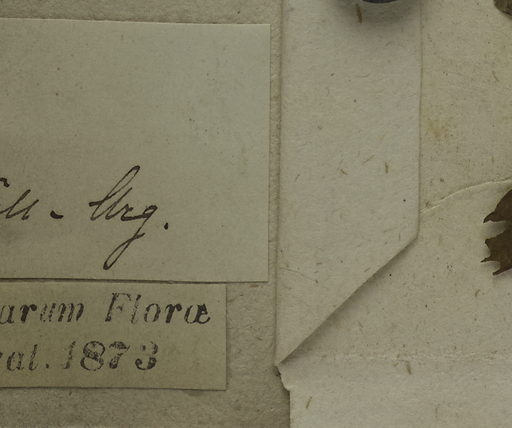 Müll-Arg.
arum Floræ
ral. 1873